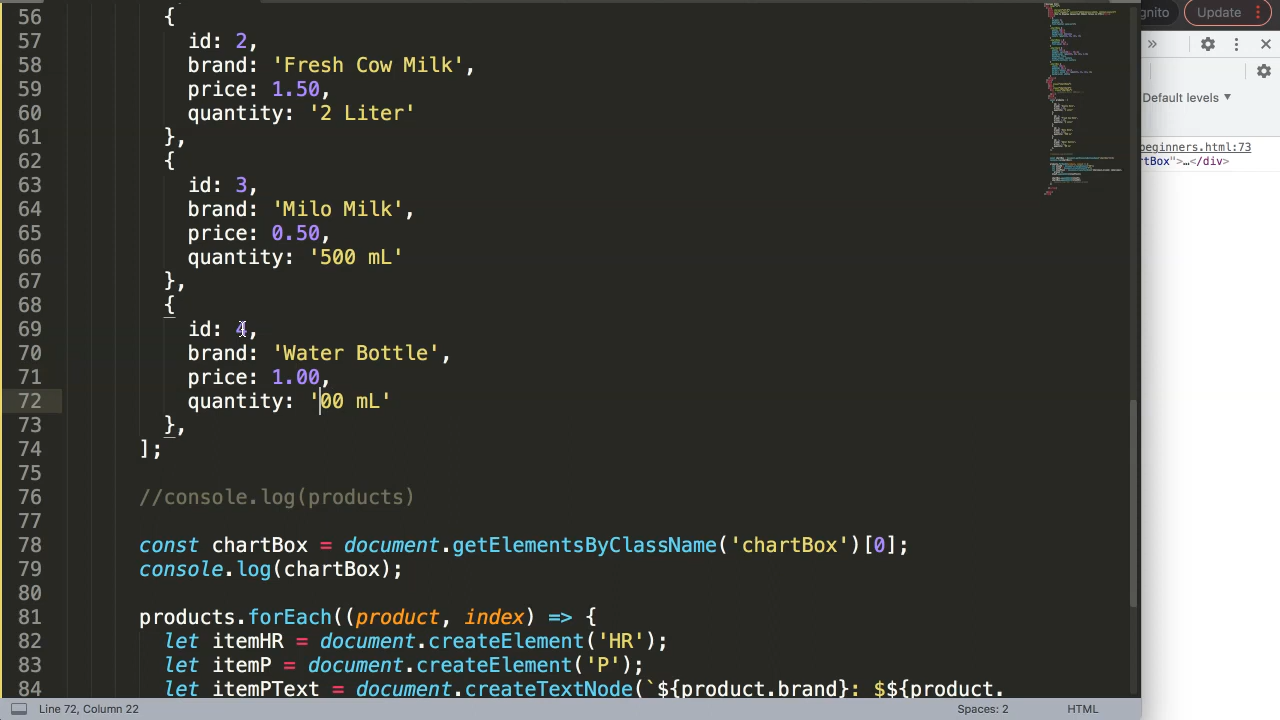 56 {
57 id: 2,
58 brand: 'Fresh Cow Milk',
59 price: 1.50,
60 quantity: '2 Liter'
61 },
62 {
63 id: 3,
64 brand: 'Milo Milk',
65 price: 0.50,
66 quantity: '500 mL'
67 },
68 {
69 id: 4,
70 brand: 'Water Bottle',
71 price: 1.00,
72 quantity: '00 mL'
73 },
74 ];
75
76 //console.log(products)
77
78 const chartBox = document.getElementsByClassName('chartBox')[0];
79 console.log(chartBox);
80
81 products.forEach((product, index) => {
82 let itemHR = document.createElement('HR');
83 let itemP = document.createElement('P');
84 let itemPText = document.createTextNode(`${product.brand}: $${product.
Line 72, Column 22
Spaces: 2
HTML
gnito
Update
»
Default levels
beginners.html:73
rtBox">…</div>